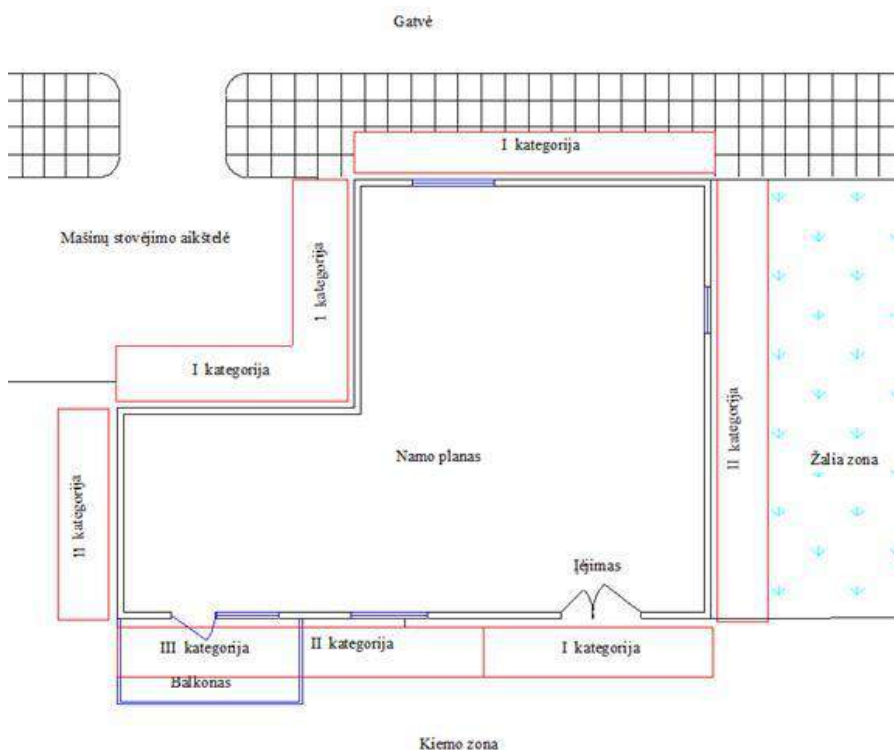 Gatvė
I kategorija
Mašinų stovėjimo aikštelė
I kategorija
I kategorija
II kategorija
Namo planas
II kategorija
Žalia zona
Įėjimas
III kategorija
II kategorija
I kategorija
Balkonas
Kiemo zona